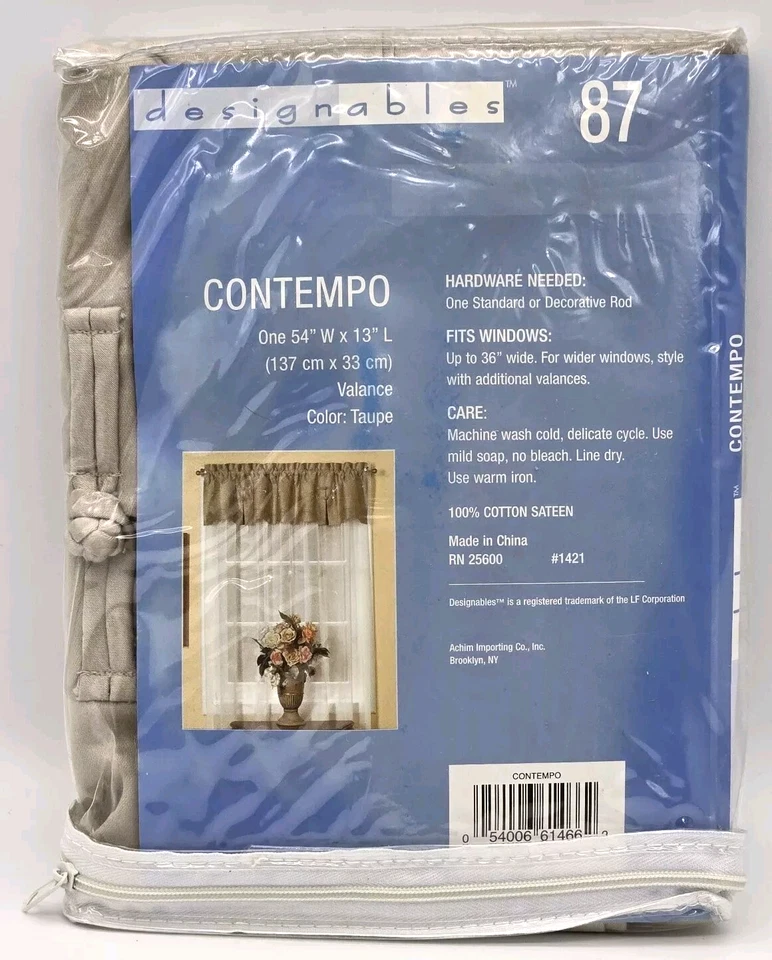 designables™
87
CONTEMPO
One 54" W x 13" L
(137 cm x 33 cm)
Valance
Color: Taupe
HARDWARE NEEDED:
One Standard or Decorative Rod
FITS WINDOWS:
Up to 36" wide. For wider windows, style
with additional valances.
CARE:
Machine wash cold, delicate cycle. Use
mild soap, no bleach. Line dry.
Use warm iron.
100% COTTON SATEEN
Made in China
RN 25600 #1421
Designables™ is a registered trademark of the LF Corporation
Achim Importing Co., Inc.
Brooklyn, NY
CONTEMPO
0 54006 61466
CONTEMPO
™